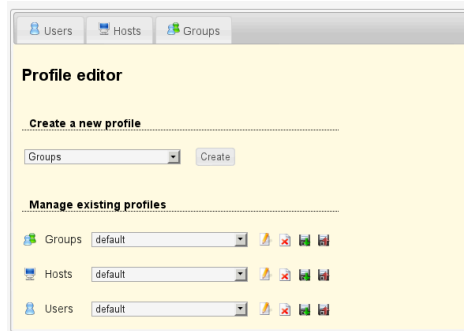 Users Hosts Groups
Profile editor
Create a new profile
Groups Create
Manage existing profiles
Groups default
Hosts default
Users default